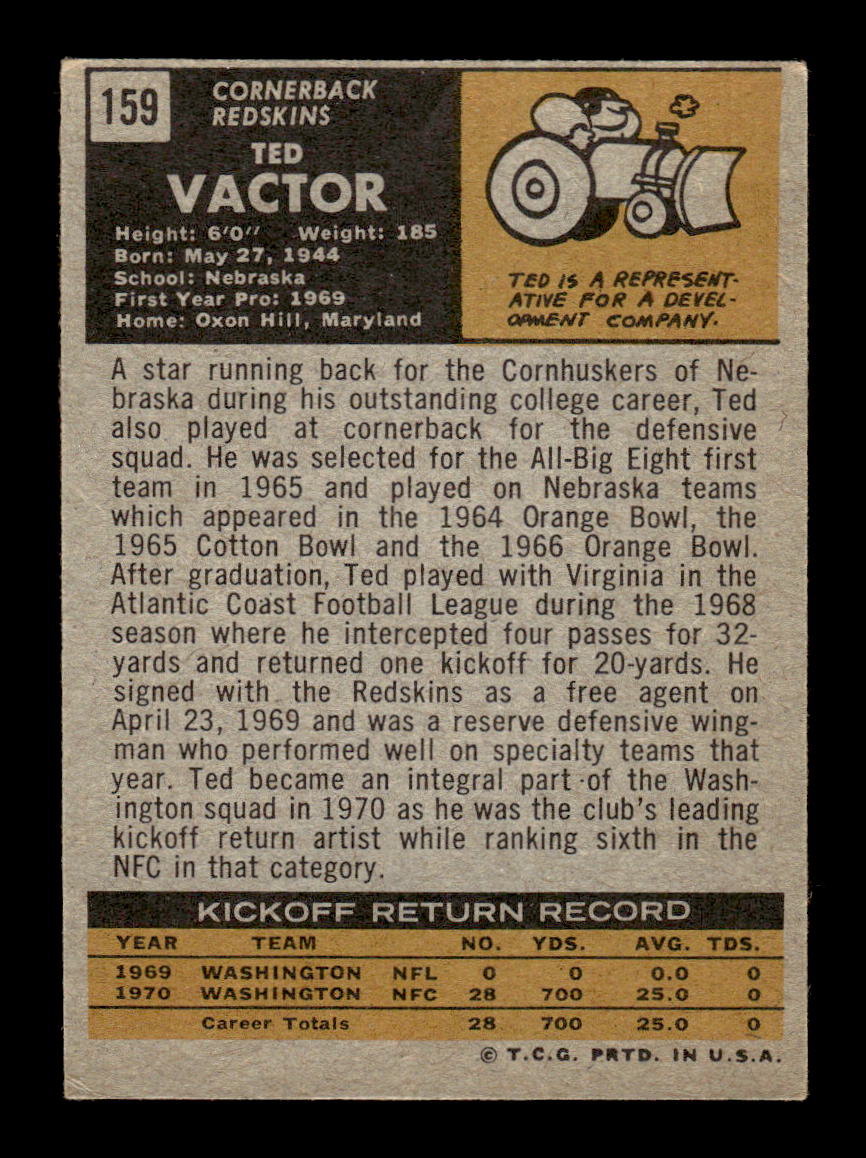 159
CORNERBACK
REDSKINS
TED
VACTOR
Height: 6'0" Weight: 185
Born: May 27, 1944
School: Nebraska
First Year Pro: 1969
Home: Oxon Hill, Maryland
TED IS A REPRESENT-
ATIVE FOR A DEVEL-
OPMENT COMPANY.
A star running back for the Cornhuskers of Ne-
braska during his outstanding college career, Ted
also played at cornerback for the defensive
squad. He was selected for the All-Big Eight first
team in 1965 and played on Nebraska teams
which appeared in the 1964 Orange Bowl, the
1965 Cotton Bowl and the 1966 Orange Bowl.
After graduation, Ted played with Virginia in the
Atlantic Coast Football League during the 1968
season where he intercepted four passes for 32-
yards and returned one kickoff for 20-yards. He
signed with the Redskins as a free agent on
April 23, 1969 and was a reserve defensive wing-
man who performed well on specialty teams that
year. Ted became an integral part of the Wash-
ington squad in 1970 as he was the club's leading
kickoff return artist while ranking sixth in the
NFC in that category.
KICKOFF RETURN RECORD
YEAR TEAM NO. YDS. AVG. TDS.
1969 WASHINGTON NFL 0 0 0.0 0
1970 WASHINGTON NFC 28 700 25.0 0
Career Totals 28 700 25.0 0
© T.C.G. PRTD. IN U.S.A.